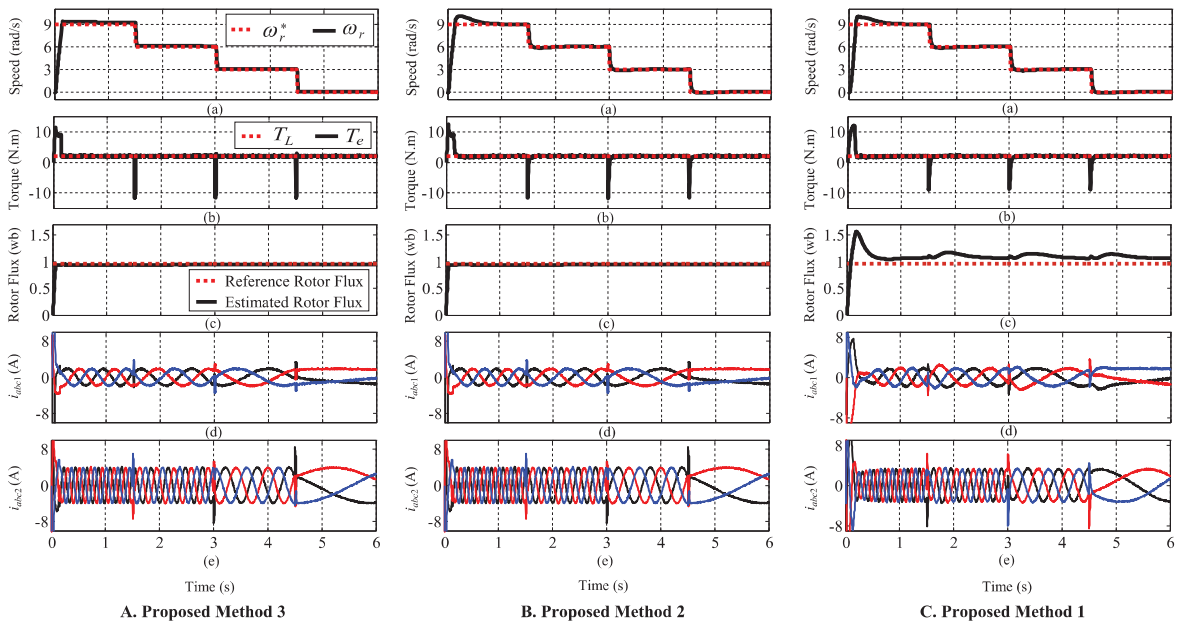 Speed (rad/s)
9
6
3
0
ω*r ωr
(a)
Torque (N.m)
10
0
-10
TL Te
(b)
Rotor Flux (wb)
1.5
1
0.5
0
Reference Rotor Flux
Estimated Rotor Flux
(c)
iabc1 (A)
8
0
-8
(d)
iabc2 (A)
8
0
-8
0 1 2 3 4 5 6
(e)
Time (s)
A. Proposed Method 3
Speed (rad/s)
9
6
3
0
(a)
Torque (N.m)
10
0
-10
(b)
Rotor Flux (wb)
1.5
1
0.5
0
(c)
iabc1 (A)
8
0
-8
(d)
iabc2 (A)
8
0
-8
0 1 2 3 4 5 6
(e)
Time (s)
B. Proposed Method 2
Speed (rad/s)
9
6
3
0
(a)
Torque (N.m)
10
0
-10
(b)
Rotor Flux (wb)
1.5
1
0.5
0
(c)
iabc1 (A)
8
0
-8
(d)
iabc2 (A)
8
0
-8
0 1 2 3 4 5 6
(e)
Time (s)
C. Proposed Method 1